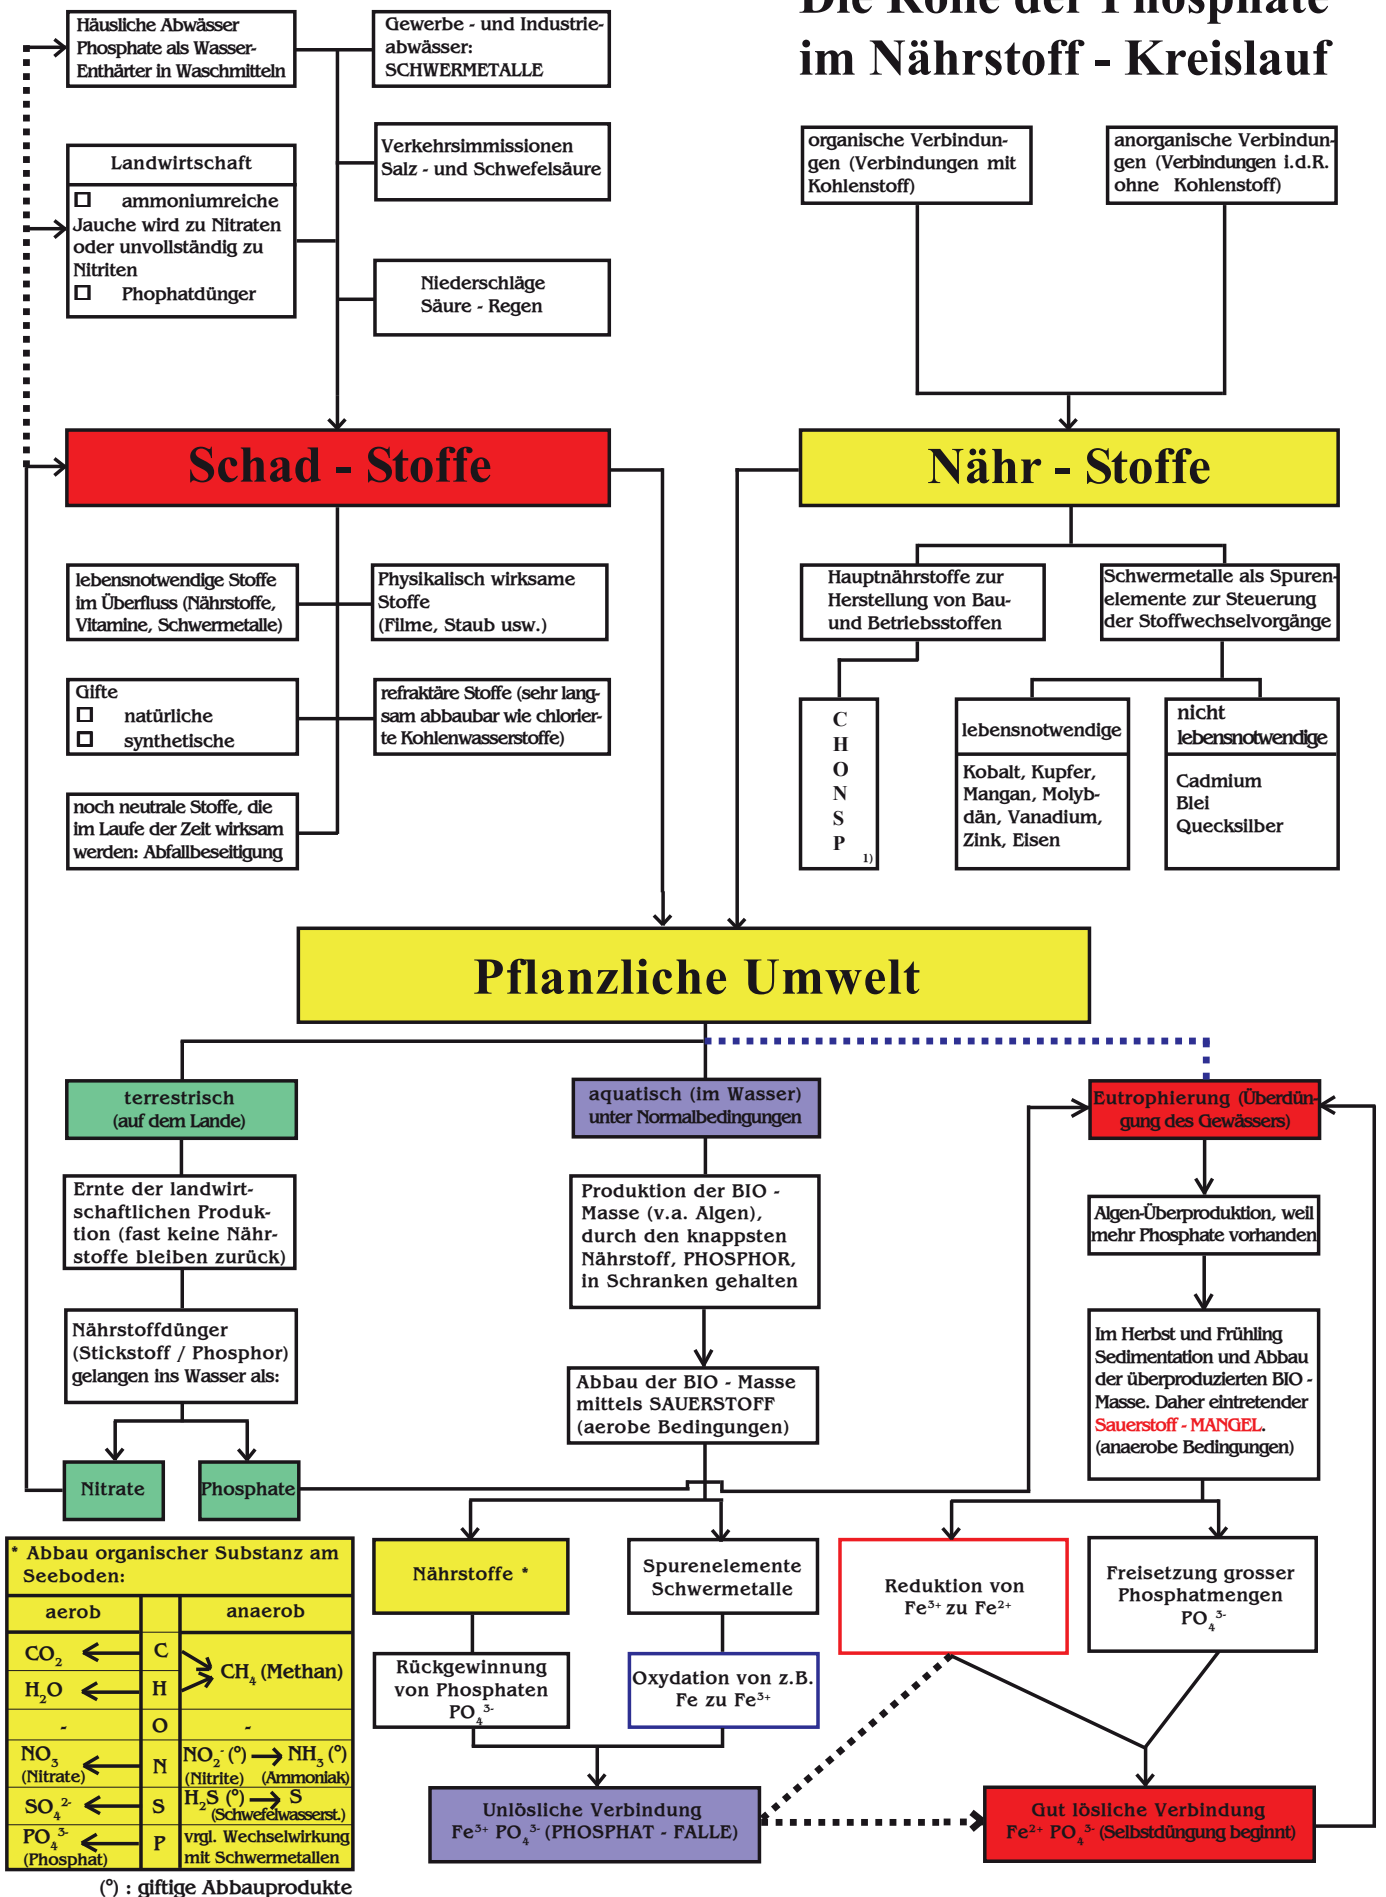 Die Rolle der Phosphate
im Nährstoff - Kreislauf
Häusliche Abwässer
Phosphate als Wasser-
Enthärter in Waschmitteln
Gewerbe - und Industrie-
abwässer:
SCHWERMETALLE
Landwirtschaft
ammoniumreiche
Jauche wird zu Nitraten
oder unvollständig zu
Nitriten
Phophatdünger
Verkehrsimmissionen
Salz - und Schwefelsäure
Niederschläge
Säure - Regen
organische Verbindun-
gen (Verbindungen mit
Kohlenstoff)
anorganische Verbindun-
gen (Verbindungen i.d.R.
ohne Kohlenstoff)
Schad - Stoffe
Nähr - Stoffe
lebensnotwendige Stoffe
im Überfluss (Nährstoffe,
Vitamine, Schwermetalle)
Physikalisch wirksame
Stoffe
(Filme, Staub usw.)
Gifte
natürliche
synthetische
refraktäre Stoffe (sehr lang-
sam abbaubar wie chlorier-
te Kohlenwasserstoffe)
noch neutrale Stoffe, die
im Laufe der Zeit wirksam
werden: Abfallbeseitigung
Hauptnährstoffe zur
Herstellung von Bau-
und Betriebsstoffen
Schwermetalle als Spuren-
elemente zur Steuerung
der Stoffwechselvorgänge
C
H
O
N
S
P
1)
lebensnotwendige
Kobalt, Kupfer,
Mangan, Molyb-
dän, Vanadium,
Zink, Eisen
nicht
lebensnotwendige
Cadmium
Blei
Quecksilber
Pflanzliche Umwelt
terrestrisch
(auf dem Lande)
Ernte der landwirt-
schaftlichen Produk-
tion (fast keine Nähr-
stoffe bleiben zurück)
Nährstoffdünger
(Stickstoff / Phosphor)
gelangen ins Wasser als:
Nitrate
Phosphate
aquatisch (im Wasser)
unter Normalbedingungen
Produktion der BIO -
Masse (v.a. Algen),
durch den knappsten
Nährstoff, PHOSPHOR,
in Schranken gehalten
Abbau der BIO - Masse
mittels SAUERSTOFF
(aerobe Bedingungen)
Eutrophierung (Überdün-
gung des Gewässers)
Algen-Überproduktion, weil
mehr Phosphate vorhanden
Im Herbst und Frühling
Sedimentation und Abbau
der überproduzierten BIO -
Masse. Daher eintretender
Sauerstoff - MANGEL.
(anaerobe Bedingungen)
Nährstoffe *
Spurenelemente
Schwermetalle
Reduktion von
Fe³⁺ zu Fe²⁺
Freisetzung grosser
Phosphatmengen
PO₄³⁻
Rückgewinnung
von Phosphaten
PO₄³⁻
Oxydation von z.B.
Fe zu Fe³⁺
Unlösliche Verbindung
Fe³⁺ PO₄³⁻ (PHOSPHAT - FALLE)
Gut lösliche Verbindung
Fe²⁺ PO₄³⁻ (Selbstdüngung beginnt)
* Abbau organischer Substanz am
Seeboden:
aerob anaerob
CO₂ C CH₄ (Methan)
H₂O H
- O -
NO₃ N NO₂⁻ (°) NH₃ (°)
(Nitrate) (Nitrite) (Ammoniak)
SO₄²⁻ S H₂S (°) S
(Schwefelwasserst.)
PO₄³⁻ P vrgl. Wechselwirkung
(Phosphat) mit Schwermetallen
(°) : giftige Abbauprodukte